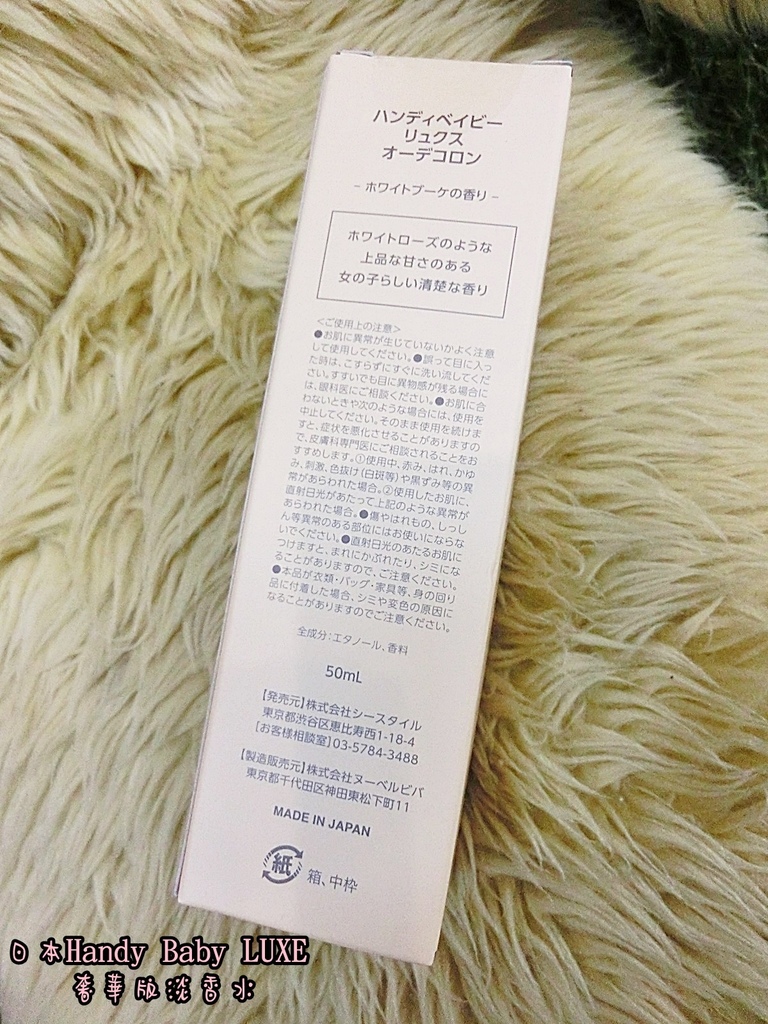 ハンディベイビー
リュクス
オーデコロン
– ホワイトブーケの香り –
ホワイトローズのような
上品な甘さのある
女の子らしい清楚な香り
<ご使用上の注意>
●お肌に異常が生じていないかよく注意
して使用してください。●誤って目に入っ
た時は、こすらずにすぐに洗い流してくだ
さい。すすいでも目に異物感が残る場合に
は、眼科医にご相談ください。●お肌に合
わないときや次のような場合には、使用を
中止してください。そのまま使用を続けま
すと、症状を悪化させることがありますの
で、皮膚科専門医にご相談されることをお
すすめします。①使用中、赤み、はれ、かゆ
み、刺激、色抜け(白斑等)や黒ずみ等の異
常があらわれた場合。②使用したお肌に、
直射日光があたって上記のような異常が
あらわれた場合。●傷やはれもの、しっし
ん等異常のある部位にはお使いにならな
いでください。●直射日光のあたるお肌に
つけますと、まれにかぶれたり、シミにな
ることがありますので、ご注意ください。
●本品が衣類・バッグ・家具等、身の回り
品に付着した場合、シミや変色の原因に
なることがありますのでご注意ください。
全成分:エタノール、香料
50mL
【発売元】株式会社シースタイル
東京都渋谷区恵比寿西1-18-4
[お客様相談室]03-5784-3488
【製造販売元】株式会社ヌーベルビバ
東京都千代田区神田東松下町11
MADE IN JAPAN
紙 箱、中枠
日本Handy Baby LUXE
奢華版淡香水